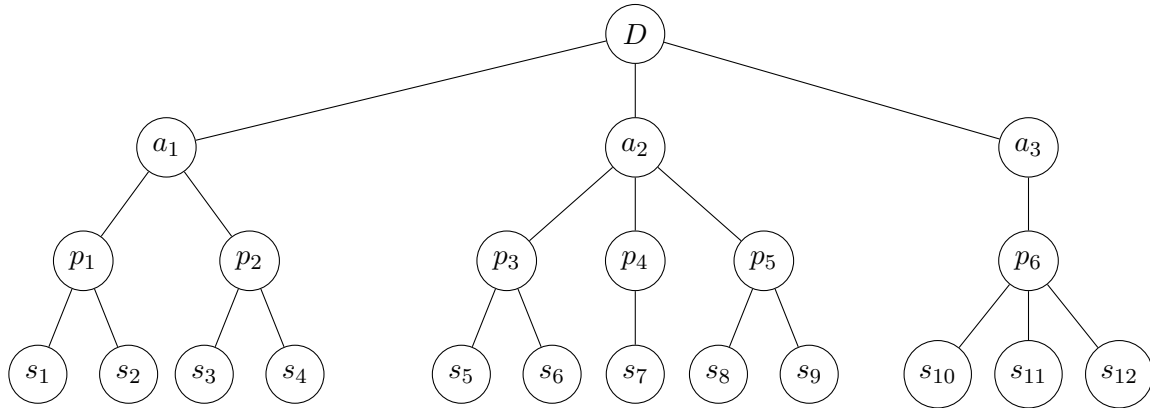 D
a₁ a₂ a₃
p₁ p₂ p₃ p₄ p₅ p₆
s₁ s₂ s₃ s₄ s₅ s₆ s₇ s₈ s₉ s₁₀ s₁₁ s₁₂